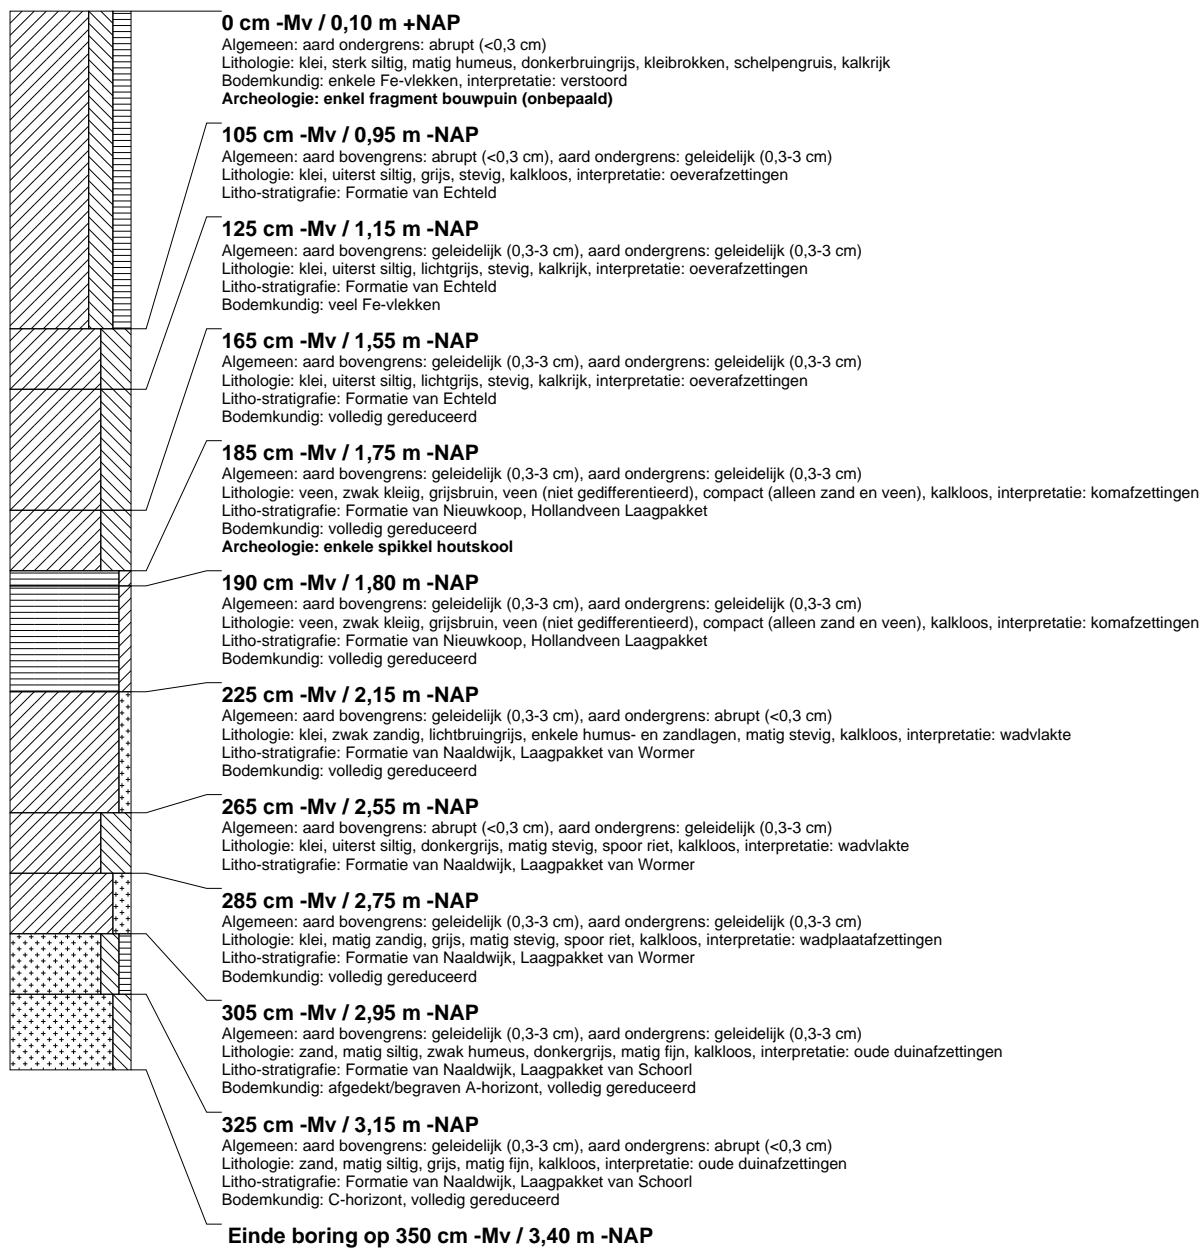 0 cm -Mv / 0,10 m +NAP
Algemeen: aard ondergrens: abrupt (<0,3 cm)
Lithologie: klei, sterk siltig, matig humeus, donkerbruingrijs, kleibrokken, schelpengruis, kalkrijk
Bodemkundig: enkele Fe-vlekken, interpretatie: verstoord
Archeologie: enkel fragment bouwpuin (onbepaald)
105 cm -Mv / 0,95 m -NAP
Algemeen: aard bovengrens: abrupt (<0,3 cm), aard ondergrens: geleidelijk (0,3-3 cm)
Lithologie: klei, uiterst siltig, grijs, stevig, kalkloos, interpretatie: oeverafzettingen
Litho-stratigrafie: Formatie van Echteld
125 cm -Mv / 1,15 m -NAP
Algemeen: aard bovengrens: geleidelijk (0,3-3 cm), aard ondergrens: geleidelijk (0,3-3 cm)
Lithologie: klei, uiterst siltig, lichtgrijs, stevig, kalkrijk, interpretatie: oeverafzettingen
Litho-stratigrafie: Formatie van Echteld
Bodemkundig: veel Fe-vlekken
165 cm -Mv / 1,55 m -NAP
Algemeen: aard bovengrens: geleidelijk (0,3-3 cm), aard ondergrens: geleidelijk (0,3-3 cm)
Lithologie: klei, uiterst siltig, lichtgrijs, stevig, kalkrijk, interpretatie: oeverafzettingen
Litho-stratigrafie: Formatie van Echteld
Bodemkundig: volledig gereduceerd
185 cm -Mv / 1,75 m -NAP
Algemeen: aard bovengrens: geleidelijk (0,3-3 cm), aard ondergrens: geleidelijk (0,3-3 cm)
Lithologie: veen, zwak kleiig, grijsbruin, veen (niet gedifferentieerd), compact (alleen zand en veen), kalkloos, interpretatie: komafzettingen
Litho-stratigrafie: Formatie van Nieuwkoop, Hollandveen Laagpakket
Bodemkundig: volledig gereduceerd
Archeologie: enkele spikkel houtskool
190 cm -Mv / 1,80 m -NAP
Algemeen: aard bovengrens: geleidelijk (0,3-3 cm), aard ondergrens: geleidelijk (0,3-3 cm)
Lithologie: veen, zwak kleiig, grijsbruin, veen (niet gedifferentieerd), compact (alleen zand en veen), kalkloos, interpretatie: komafzettingen
Litho-stratigrafie: Formatie van Nieuwkoop, Hollandveen Laagpakket
Bodemkundig: volledig gereduceerd
225 cm -Mv / 2,15 m -NAP
Algemeen: aard bovengrens: geleidelijk (0,3-3 cm), aard ondergrens: abrupt (<0,3 cm)
Lithologie: klei, zwak zandig, lichtbruingrijs, enkele humus- en zandlagen, matig stevig, kalkloos, interpretatie: wadvlakte
Litho-stratigrafie: Formatie van Naaldwijk, Laagpakket van Wormer
Bodemkundig: volledig gereduceerd
265 cm -Mv / 2,55 m -NAP
Algemeen: aard bovengrens: abrupt (<0,3 cm), aard ondergrens: geleidelijk (0,3-3 cm)
Lithologie: klei, uiterst siltig, donkergrijs, matig stevig, spoor riet, kalkloos, interpretatie: wadvlakte
Litho-stratigrafie: Formatie van Naaldwijk, Laagpakket van Wormer
285 cm -Mv / 2,75 m -NAP
Algemeen: aard bovengrens: geleidelijk (0,3-3 cm), aard ondergrens: geleidelijk (0,3-3 cm)
Lithologie: klei, matig zandig, grijs, matig stevig, spoor riet, kalkloos, interpretatie: wadplaatafzettingen
Litho-stratigrafie: Formatie van Naaldwijk, Laagpakket van Wormer
Bodemkundig: volledig gereduceerd
305 cm -Mv / 2,95 m -NAP
Algemeen: aard bovengrens: geleidelijk (0,3-3 cm), aard ondergrens: geleidelijk (0,3-3 cm)
Lithologie: zand, matig siltig, zwak humeus, donkergrijs, matig fijn, kalkloos, interpretatie: oude duinafzettingen
Litho-stratigrafie: Formatie van Naaldwijk, Laagpakket van Schoorl
Bodemkundig: afgedekt/begraven A-horizont, volledig gereduceerd
325 cm -Mv / 3,15 m -NAP
Algemeen: aard bovengrens: geleidelijk (0,3-3 cm), aard ondergrens: abrupt (<0,3 cm)
Lithologie: zand, matig siltig, grijs, matig fijn, kalkloos, interpretatie: oude duinafzettingen
Litho-stratigrafie: Formatie van Naaldwijk, Laagpakket van Schoorl
Bodemkundig: C-horizont, volledig gereduceerd
Einde boring op 350 cm -Mv / 3,40 m -NAP